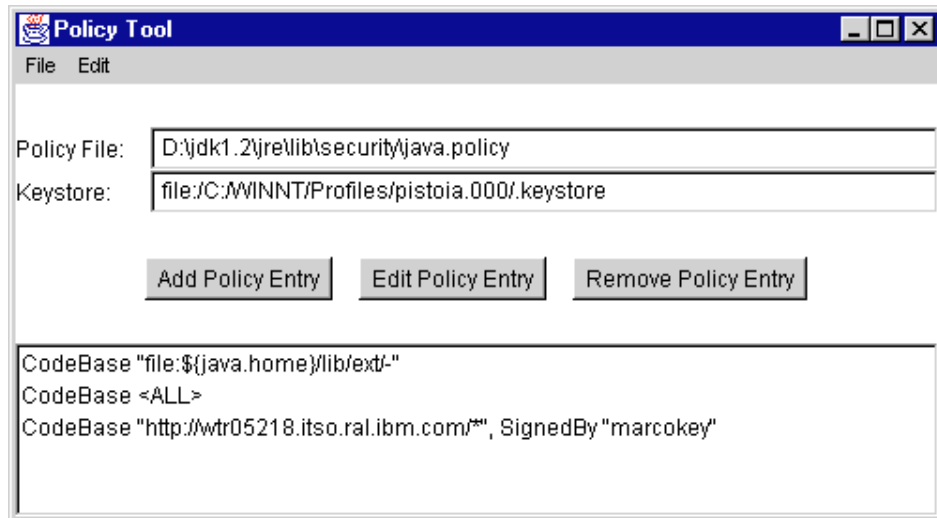 Policy Tool
File Edit
Policy File: D:\jdk1.2\jre\lib\security\java.policy
Keystore: file:/C:/WINNT/Profiles/pistoia.000/.keystore
Add Policy Entry Edit Policy Entry Remove Policy Entry
CodeBase "file:${java.home}/lib/ext/-"
CodeBase <ALL>
CodeBase "http://wtr05218.itso.ral.ibm.com/*", SignedBy "marcokey"